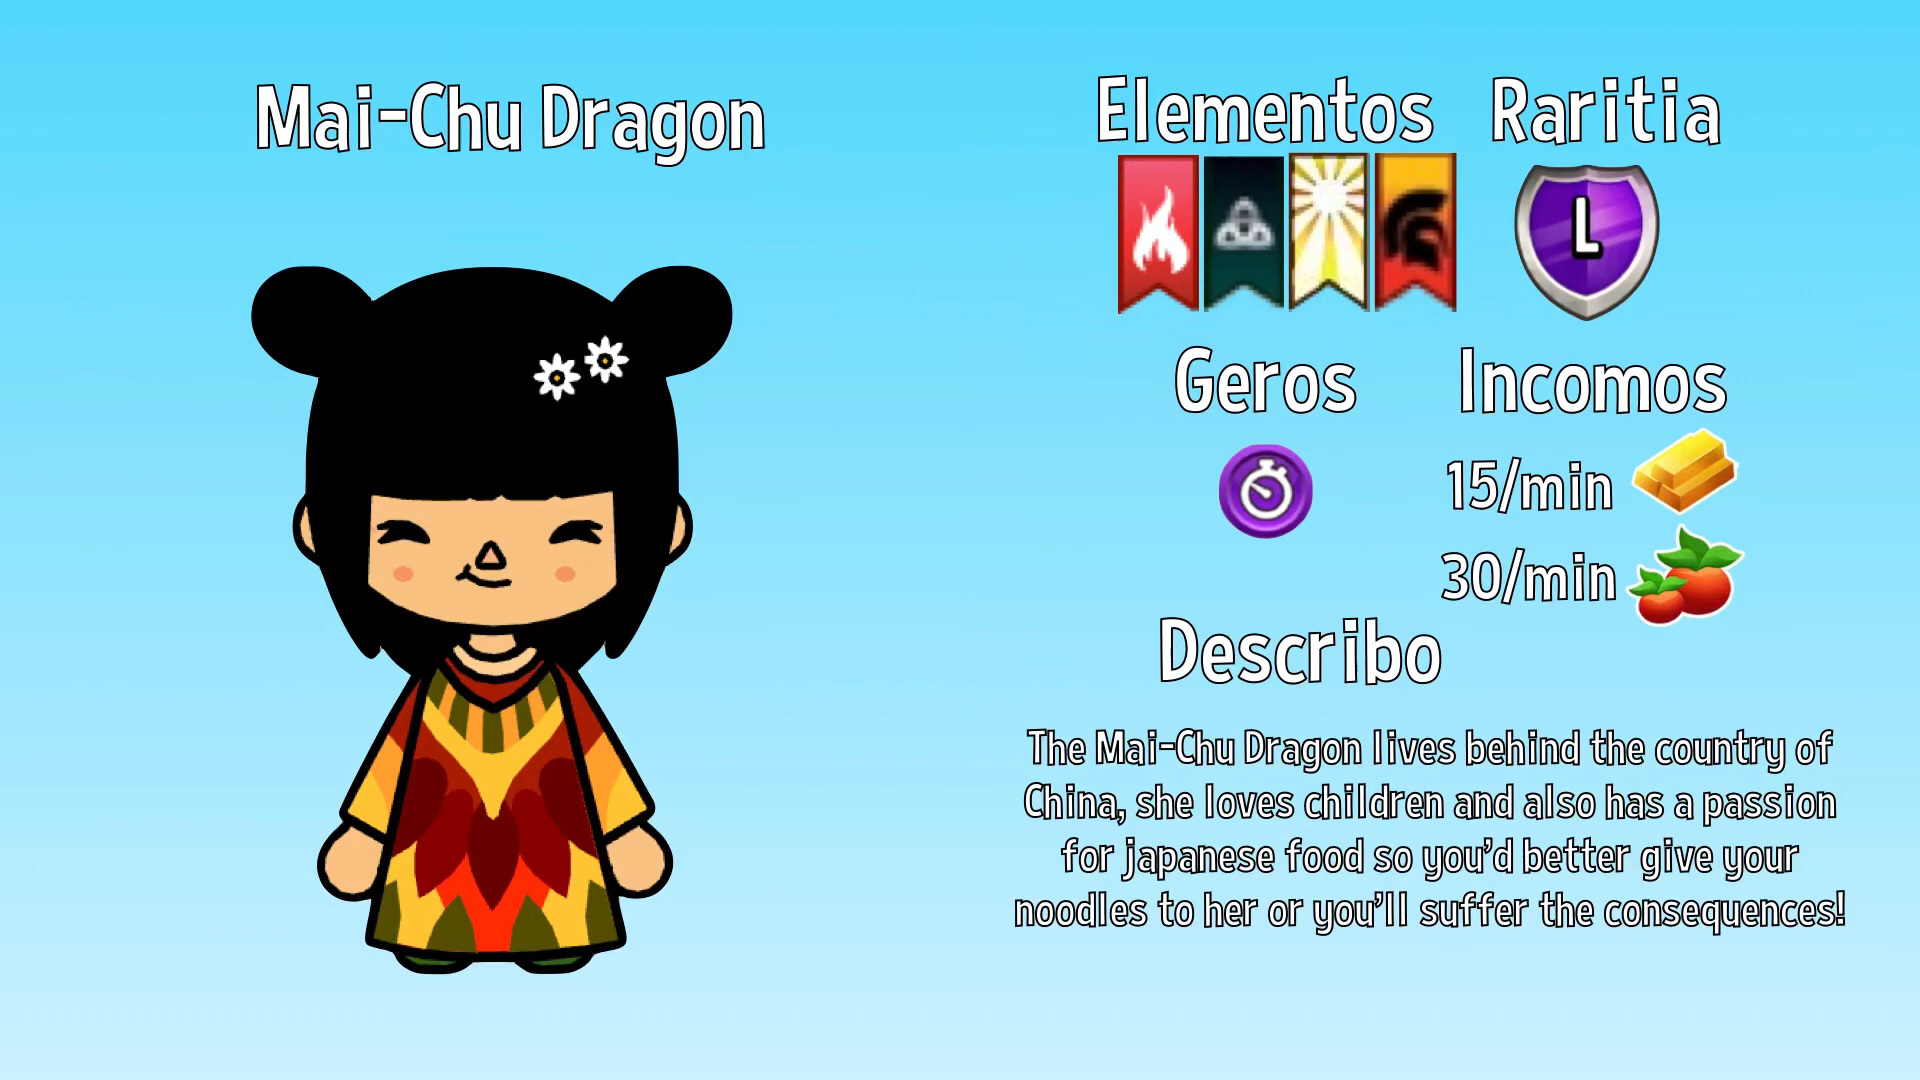 Mai-Chu Dragon
Elementos
Raritia
L
Geros
Incomos
15/min
30/min
Describo
The Mai-Chu Dragon lives behind the country of
China, she loves children and also has a passion
for japanese food so you'd better give your
noodles to her or you'll suffer the consequences!